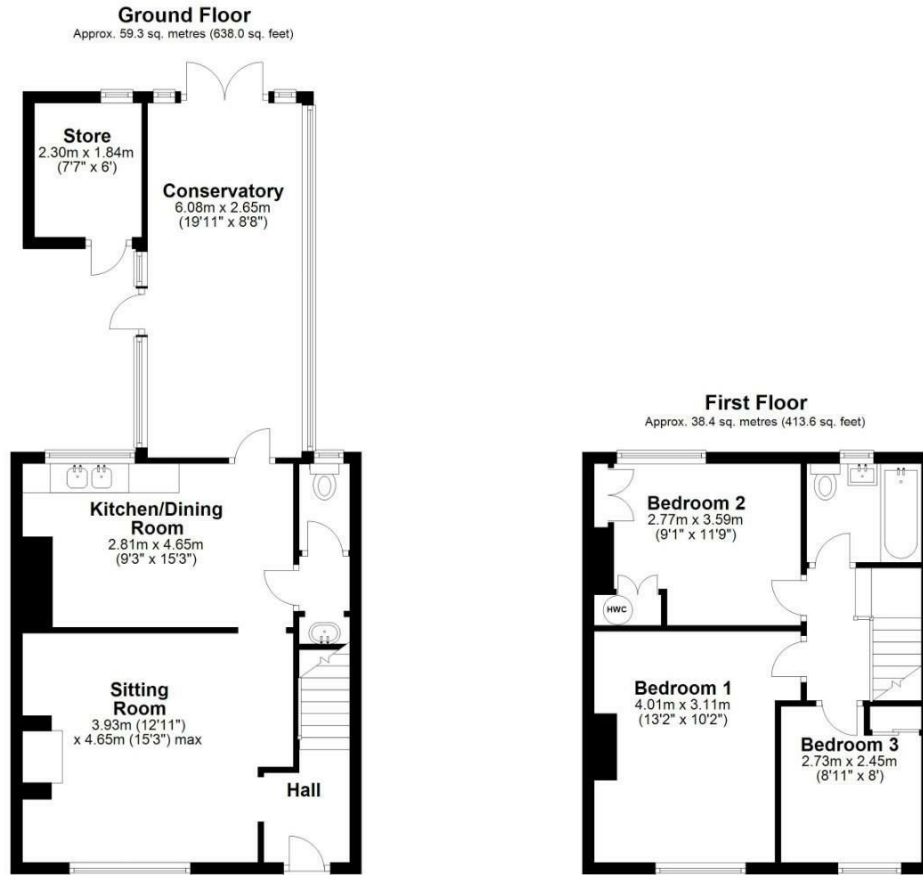 Ground Floor
Approx. 59.3 sq. metres (638.0 sq. feet)
Store
2.30m x 1.84m
(7'7" x 6')
Conservatory
6.08m x 2.65m
(19'11" x 8'8")
Kitchen/Dining
Room
2.81m x 4.65m
(9'3" x 15'3")
Sitting
Room
3.93m (12'11")
x 4.65m (15'3") max
Hall
First Floor
Approx. 38.4 sq. metres (413.6 sq. feet)
Bedroom 2
2.77m x 3.59m
(9'1" x 11'9")
HWC
Bedroom 1
4.01m x 3.11m
(13'2" x 10'2")
Bedroom 3
2.73m x 2.45m
(8'11" x 8')